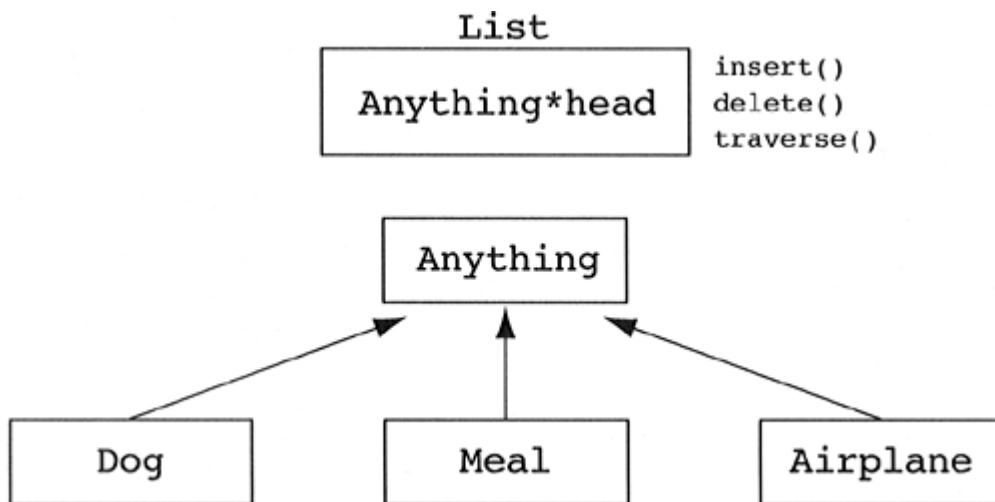 List
Anything*head
insert()
delete()
traverse()
Anything
Dog
Meal
Airplane